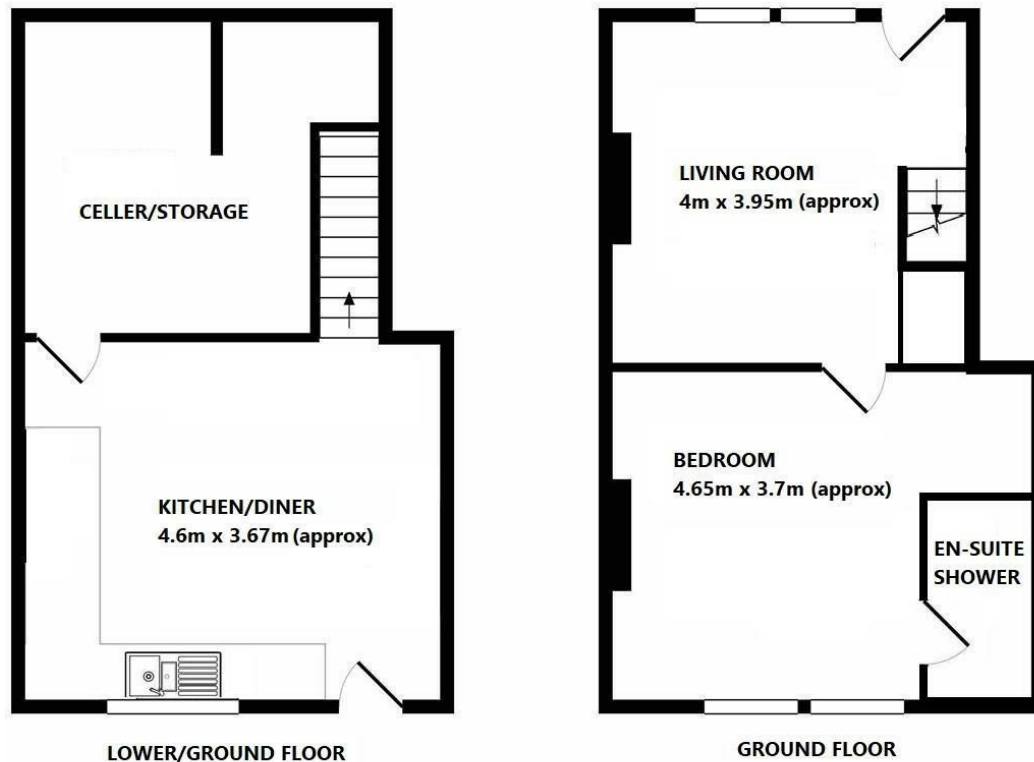 CELLER/STORAGE
KITCHEN/DINER
4.6m x 3.67m (approx)
LOWER/GROUND FLOOR
LIVING ROOM
4m x 3.95m (approx)
BEDROOM
4.65m x 3.7m (approx)
EN-SUITE
SHOWER
GROUND FLOOR